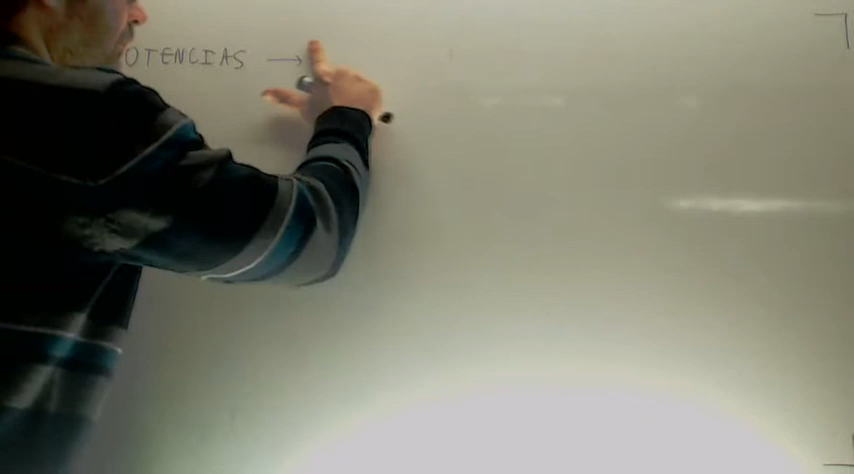 OTENCIAS →